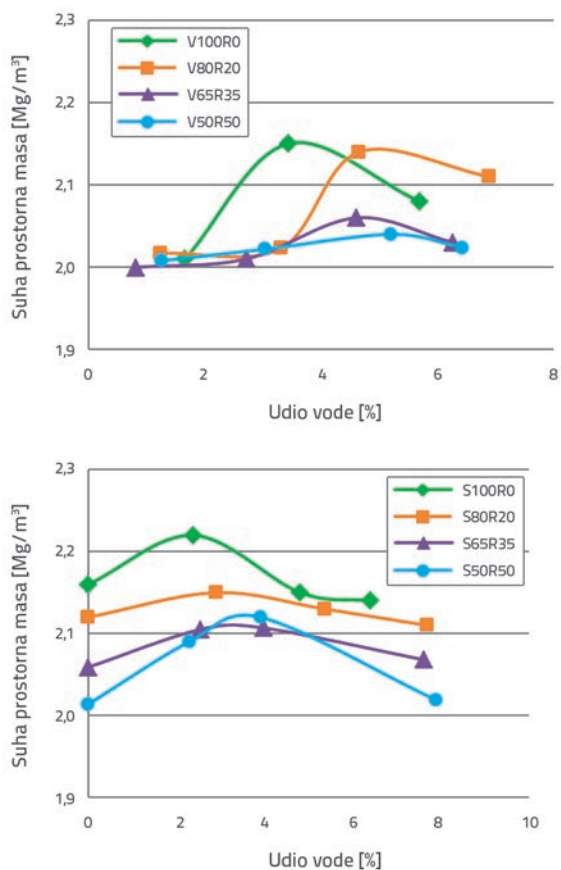 2,3
2,2
2,1
2,0
1,9
Suha prostorna masa [Mg/m³]
V100R0
V80R20
V65R35
V50R50
0 2 4 6 8
Udio vode [%]
2,3
2,2
2,1
2,0
1,9
Suha prostorna masa [Mg/m³]
S100R0
S80R20
S65R35
S50R50
0 2 4 6 8 10
Udio vode [%]